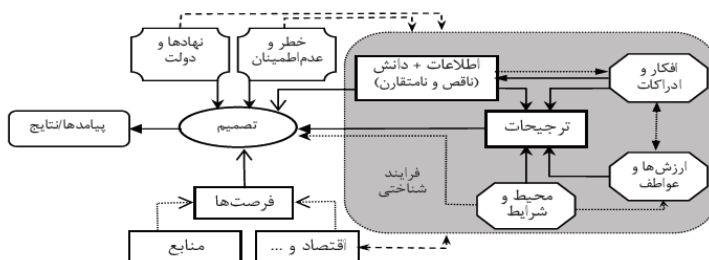 نهادها و
دولت
خطر و
عدم‌اطمینان
اطلاعات + دانش
(ناقص و نامتقارن)
افکار و
ادراکات
پیامدها/نتایج
تصمیم
ترجیحات
فرایند
شناختی
ارزش‌ها و
عواطف
محیط و
شرایط
فرصت‌ها
منابع
اقتصاد و ...